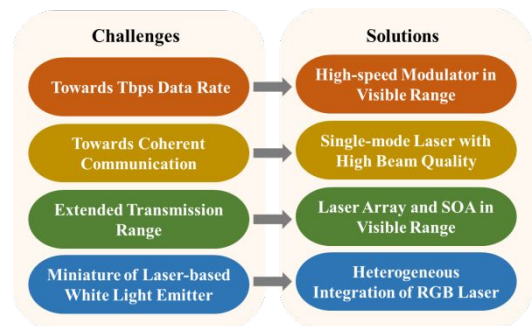 Challenges
Solutions
Towards Tbps Data Rate
High-speed Modulator in
Visible Range
Towards Coherent
Communication
Single-mode Laser with
High Beam Quality
Extended Transmission
Range
Laser Array and SOA in
Visible Range
Miniature of Laser-based
White Light Emitter
Heterogeneous
Integration of RGB Laser